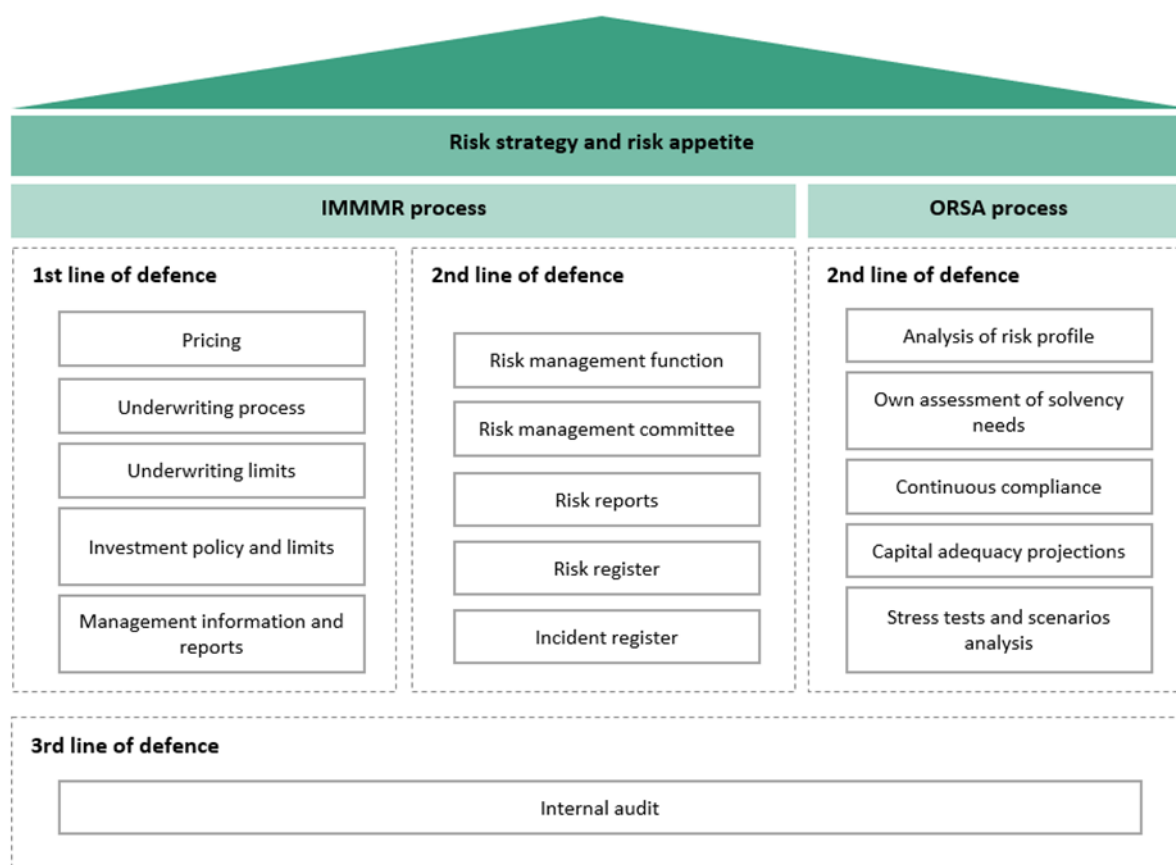 Risk strategy and risk appetite
IMMMR process
ORSA process
1st line of defence
Pricing
Underwriting process
Underwriting limits
Investment policy and limits
Management information and
reports
2nd line of defence
Risk management function
Risk management committee
Risk reports
Risk register
Incident register
2nd line of defence
Analysis of risk profile
Own assessment of solvency
needs
Continuous compliance
Capital adequacy projections
Stress tests and scenarios
analysis
3rd line of defence
Internal audit